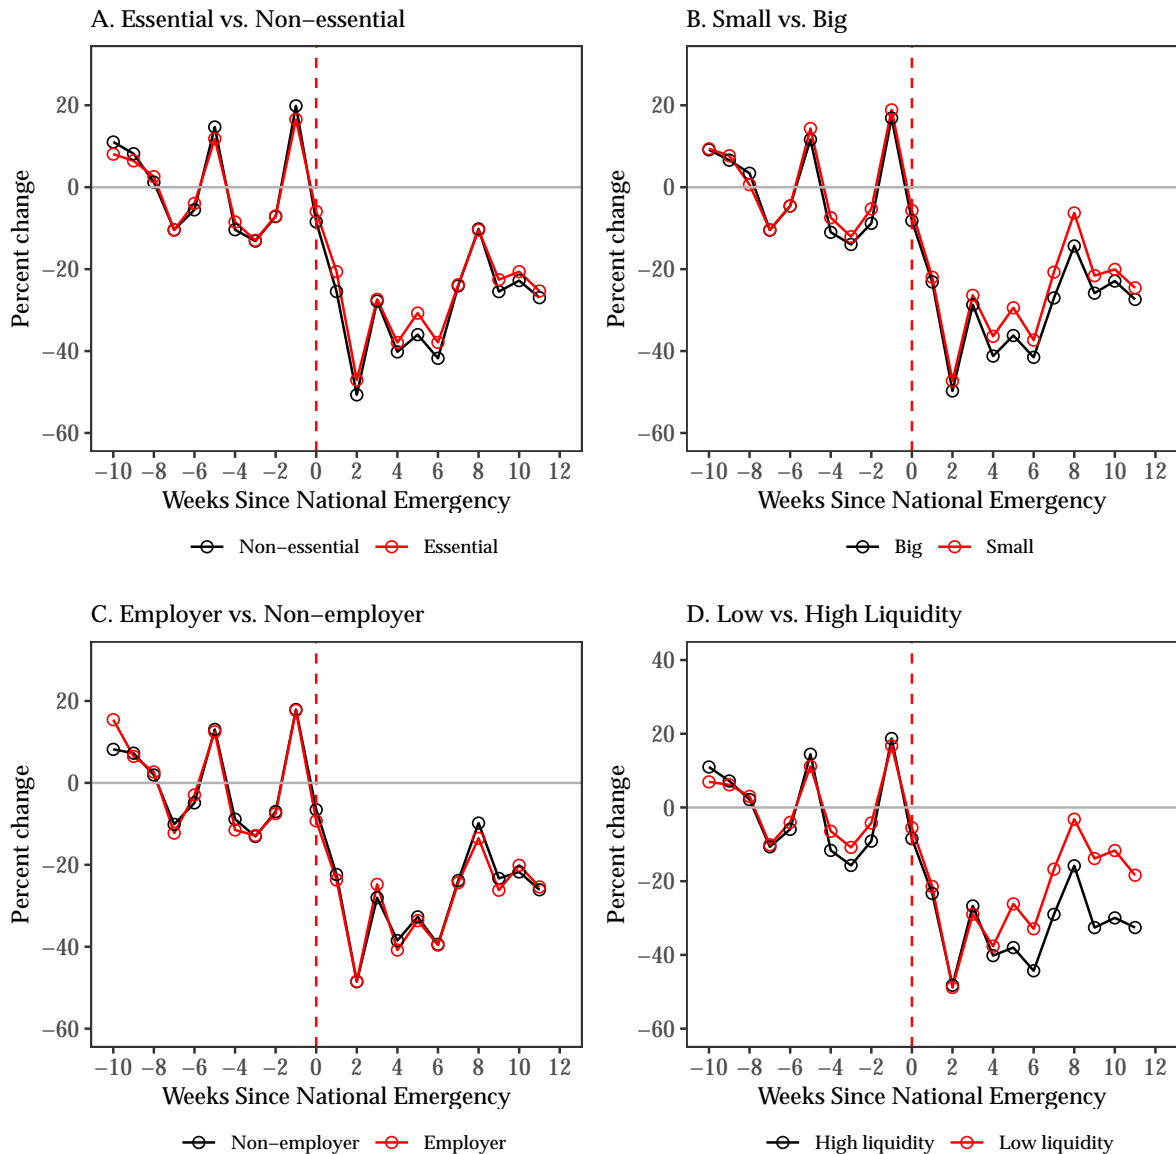 A. Essential vs. Non−essential
20
0
−20
−40
−60
Percent change
−10 −8 −6 −4 −2 0 2 4 6 8 10 12
Weeks Since National Emergency
Non−essential Essential
B. Small vs. Big
20
0
−20
−40
−60
Percent change
−10 −8 −6 −4 −2 0 2 4 6 8 10 12
Weeks Since National Emergency
Big Small
C. Employer vs. Non−employer
20
0
−20
−40
−60
Percent change
−10 −8 −6 −4 −2 0 2 4 6 8 10 12
Weeks Since National Emergency
Non−employer Employer
D. Low vs. High Liquidity
40
20
0
−20
−40
−60
Percent change
−10 −8 −6 −4 −2 0 2 4 6 8 10 12
Weeks Since National Emergency
High liquidity Low liquidity